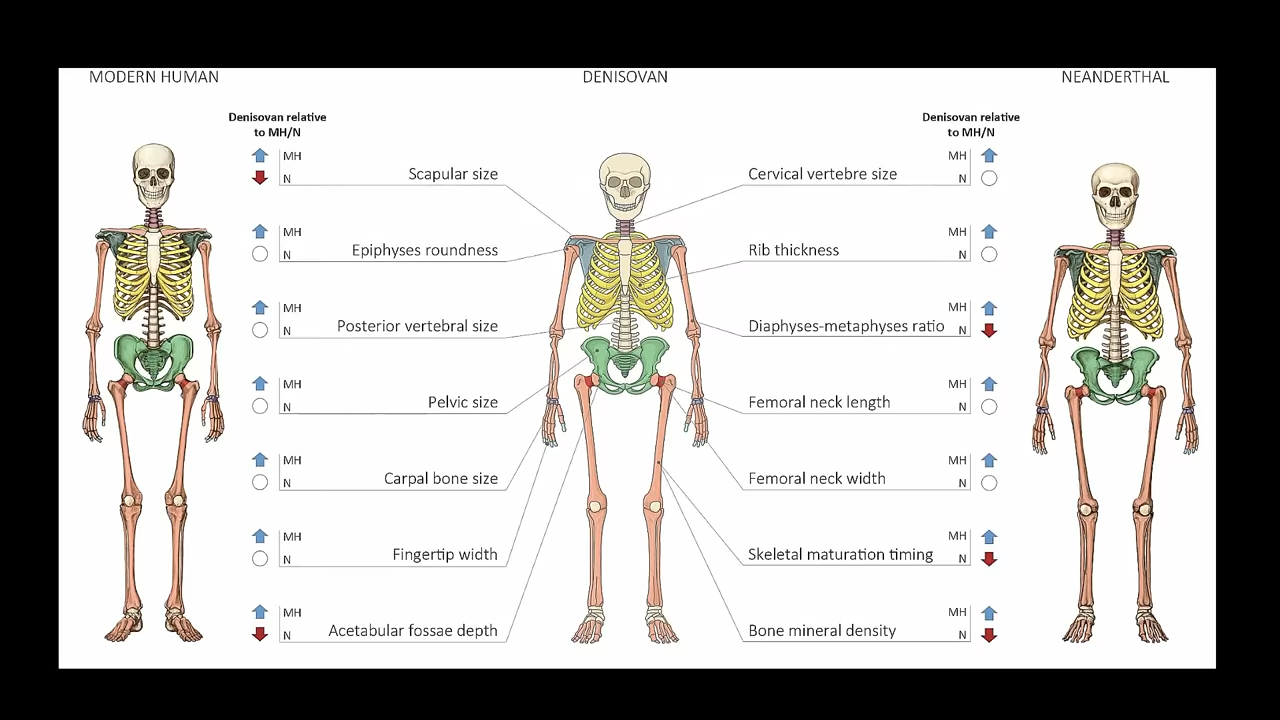 MODERN HUMAN
DENISOVAN
NEANDERTHAL
Denisovan relative
to MH/N
MH
N
Scapular size
MH
N
Epiphyses roundness
MH
N
Posterior vertebral size
MH
N
Pelvic size
MH
N
Carpal bone size
MH
N
Fingertip width
MH
N
Acetabular fossae depth
Denisovan relative
to MH/N
Cervical vertebre size
MH
N
Rib thickness
MH
N
Diaphyses-metaphyses ratio
MH
N
Femoral neck length
MH
N
Femoral neck width
MH
N
Skeletal maturation timing
MH
N
Bone mineral density
MH
N